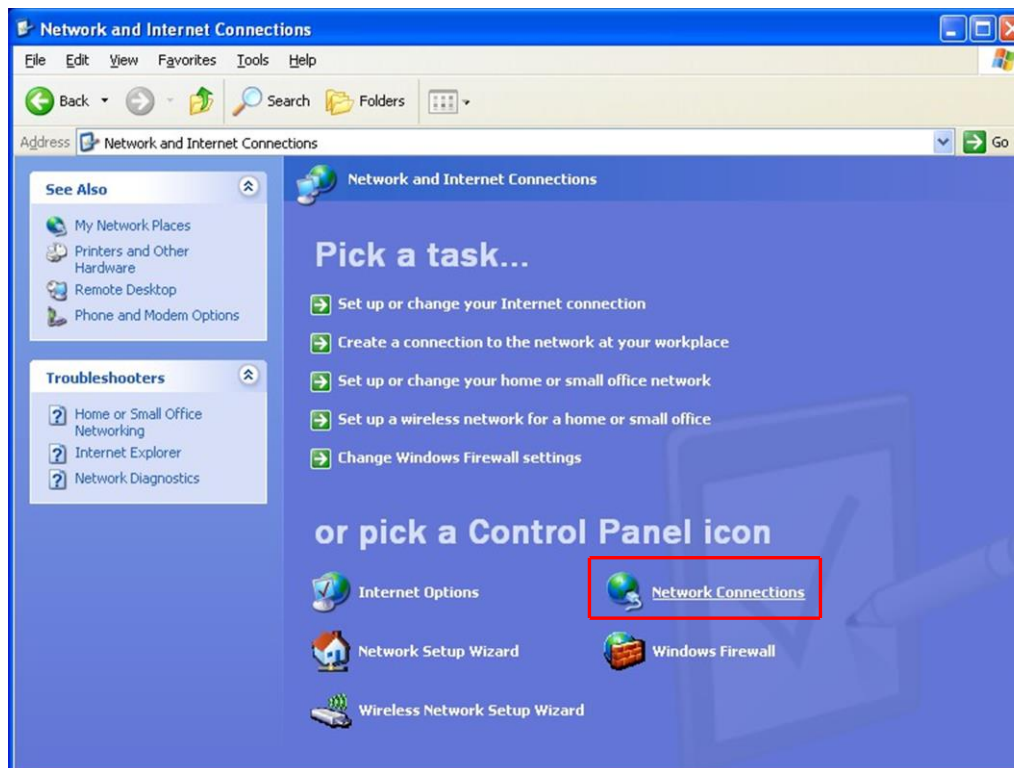 Network and Internet Connections
File Edit View Favorites Tools Help
Back Search Folders
Address Network and Internet Connections Go
See Also
My Network Places
Printers and Other
Hardware
Remote Desktop
Phone and Modem Options
Troubleshooters
Home or Small Office
Networking
Internet Explorer
Network Diagnostics
Network and Internet Connections
Pick a task...
Set up or change your Internet connection
Create a connection to the network at your workplace
Set up or change your home or small office network
Set up a wireless network for a home or small office
Change Windows Firewall settings
or pick a Control Panel icon
Internet Options
Network Connections
Network Setup Wizard
Windows Firewall
Wireless Network Setup Wizard